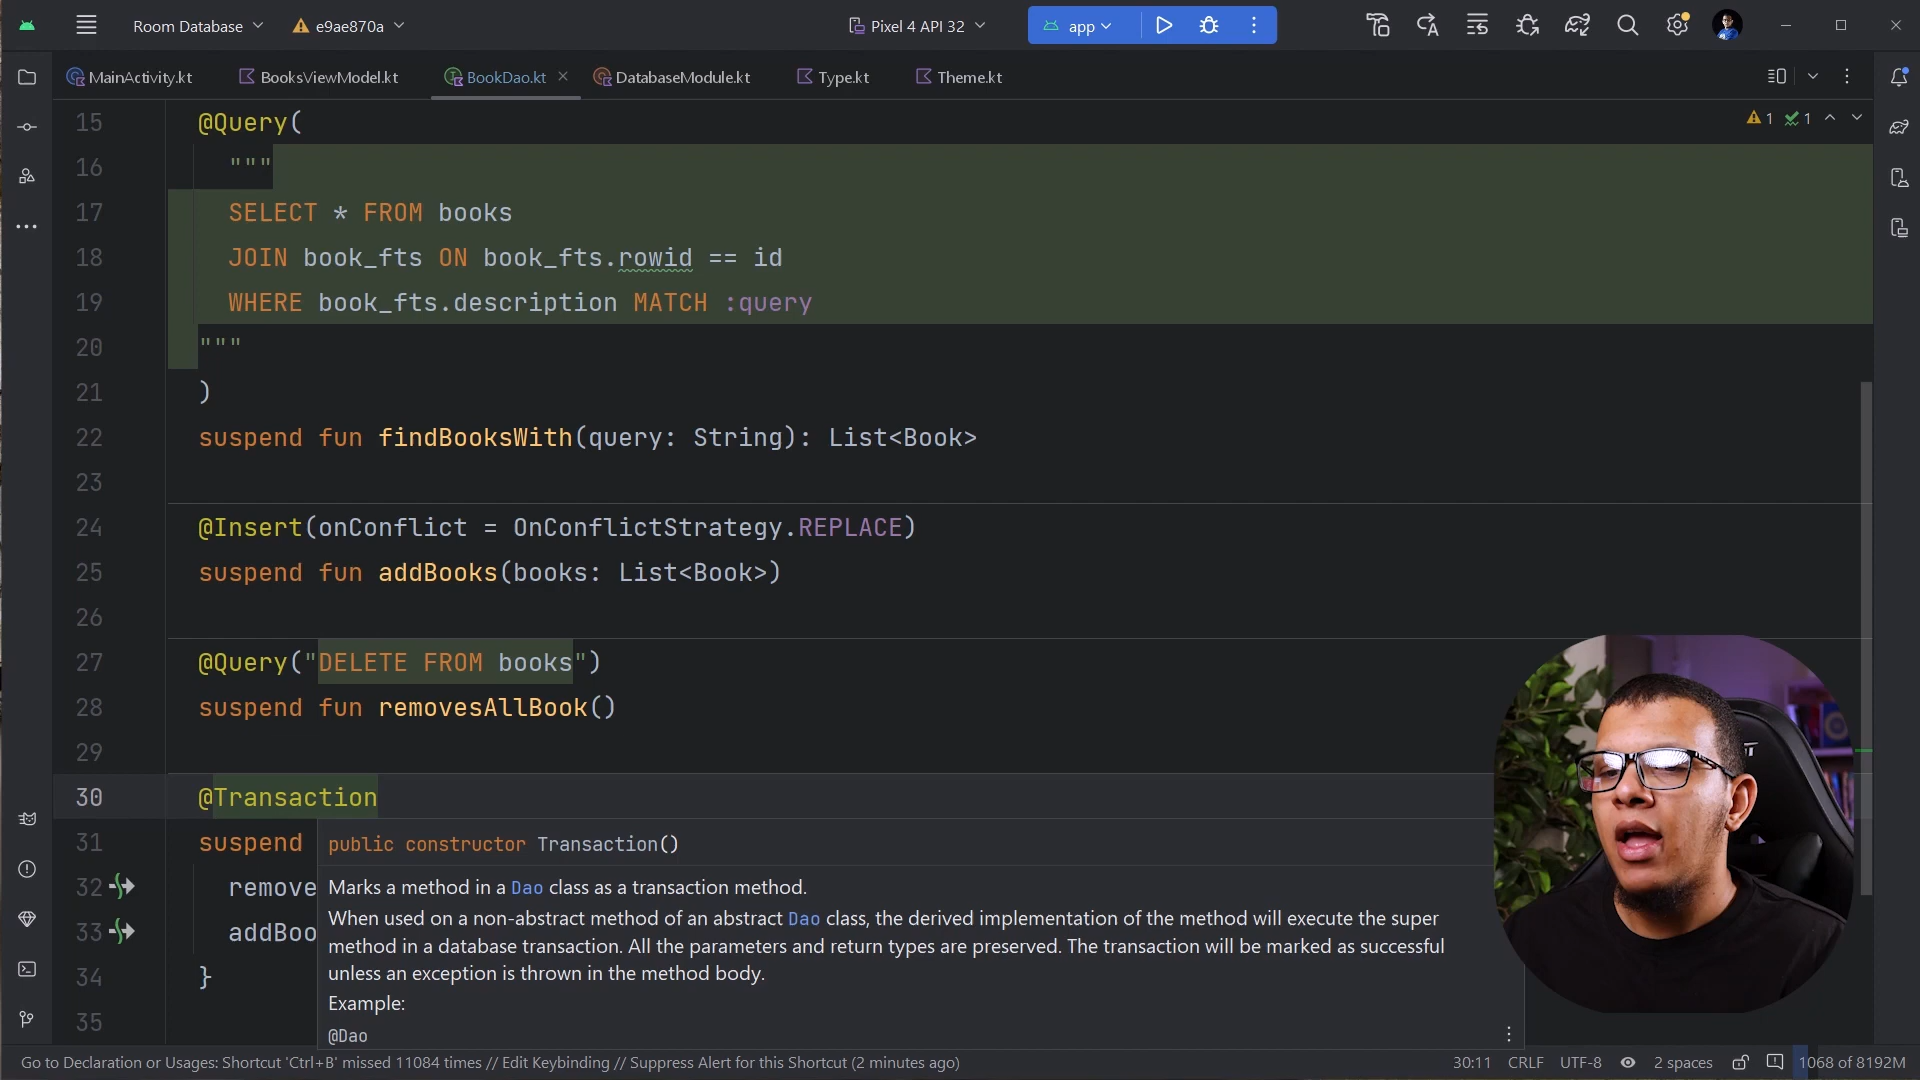 Room Database
e9ae870a
Pixel 4 API 32
app
MainActivity.kt
BooksViewModel.kt
BookDao.kt
DatabaseModule.kt
Type.kt
Theme.kt
1 1
15 @Query(
16 """
17 SELECT * FROM books
18 JOIN book_fts ON book_fts.rowid == id
19 WHERE book_fts.description MATCH :query
20 """
21 )
22 suspend fun findBooksWith(query: String): List<Book>
23
24 @Insert(onConflict = OnConflictStrategy.REPLACE)
25 suspend fun addBooks(books: List<Book>)
26
27 @Query("DELETE FROM books")
28 suspend fun removesAllBook()
29
30 @Transaction
31 suspend
32 remove
33 addBoo
34 }
35
public constructor Transaction()
Marks a method in a Dao class as a transaction method.
When used on a non-abstract method of an abstract Dao class, the derived implementation of the method will execute the super
method in a database transaction. All the parameters and return types are preserved. The transaction will be marked as successful
unless an exception is thrown in the method body.
Example:
@Dao
Go to Declaration or Usages: Shortcut 'Ctrl+B' missed 11084 times // Edit Keybinding // Suppress Alert for this Shortcut (2 minutes ago)
30:11 CRLF UTF-8 2 spaces 1068 of 8192M